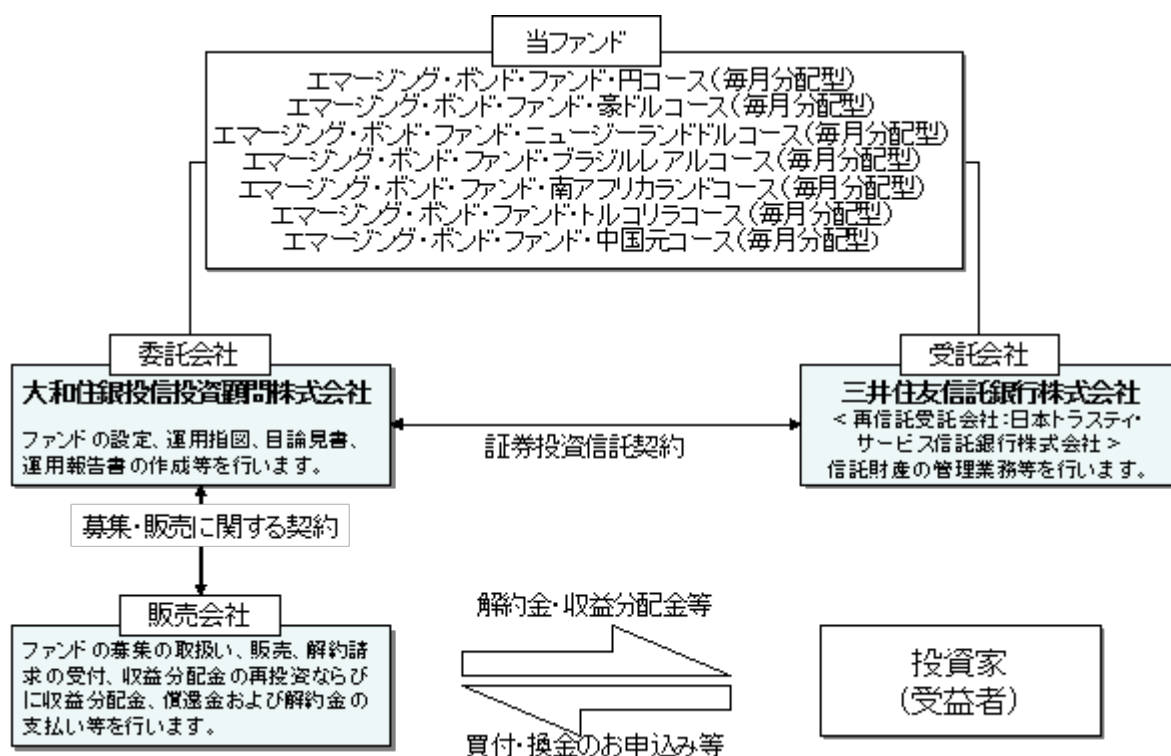 当ファンド
エマージング・ボンド・ファンド・円コース(毎月分配型)
エマージング・ボンド・ファンド・豪ドルコース(毎月分配型)
エマージング・ボンド・ファンド・ニュージーランドドルコース(毎月分配型)
エマージング・ボンド・ファンド・ブラジルレアルコース(毎月分配型)
エマージング・ボンド・ファンド・南アフリカランドコース(毎月分配型)
エマージング・ボンド・ファンド・トルコリラコース(毎月分配型)
エマージング・ボンド・ファンド・中国元コース(毎月分配型)
委託会社
大和住銀投信投資顧問株式会社
ファンドの設定、運用指図、目論見書、
運用報告書の作成等を行います。
証券投資信託契約
受託会社
三井住友信託銀行株式会社
<再信託受託会社:日本トラスティ・
サービス信託銀行株式会社>
信託財産の管理業務等を行います。
募集・販売に関する契約
販売会社
ファンドの募集の取扱い、販売、解約請
求の受付、収益分配金の再投資ならび
に収益分配金、償還金および解約金の
支払い等を行います。
解約金・収益分配金等
買付・換金のお申込み等
投資家
(受益者)